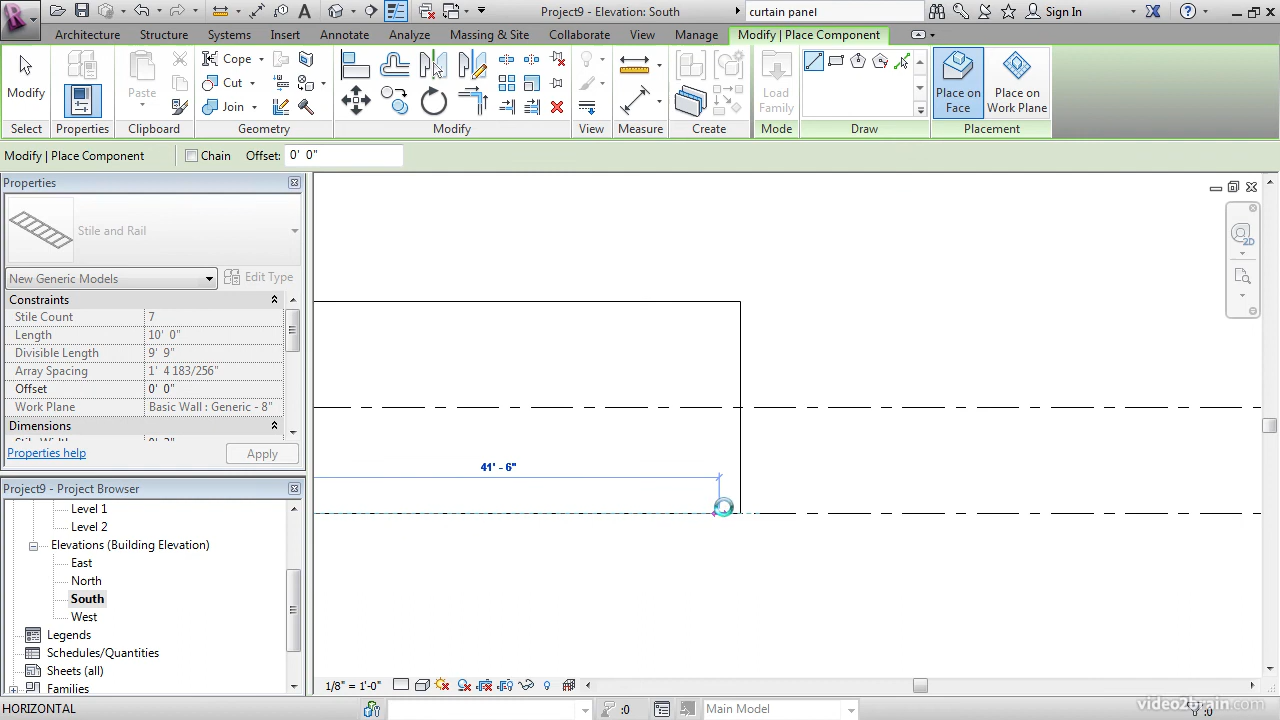 Project9 - Elevation: South
curtain panel
Sign In
Architecture
Structure
Systems
Insert
Annotate
Analyze
Massing & Site
Collaborate
View
Manage
Modify | Place Component
Modify
Paste
Cope
Cut
Join
Load
Family
Place on
Face
Place on
Work Plane
Select
Properties
Clipboard
Geometry
Modify
View
Measure
Create
Mode
Draw
Placement
Modify | Place Component
Chain
Offset:
0' 0"
Properties
Stile and Rail
New Generic Models
Edit Type
Constraints
Stile Count
7
Length
10' 0"
Divisible Length
9' 9"
Array Spacing
1' 4 183/256"
Offset
0' 0"
Work Plane
Basic Wall : Generic - 8"
Dimensions
Properties help
Apply
Project9 - Project Browser
Level 1
Level 2
Elevations (Building Elevation)
East
North
South
West
Legends
Schedules/Quantities
Sheets (all)
Families
41' - 6"
2D
1/8" = 1'-0"
HORIZONTAL
:0
Main Model
:0
video2brain.com